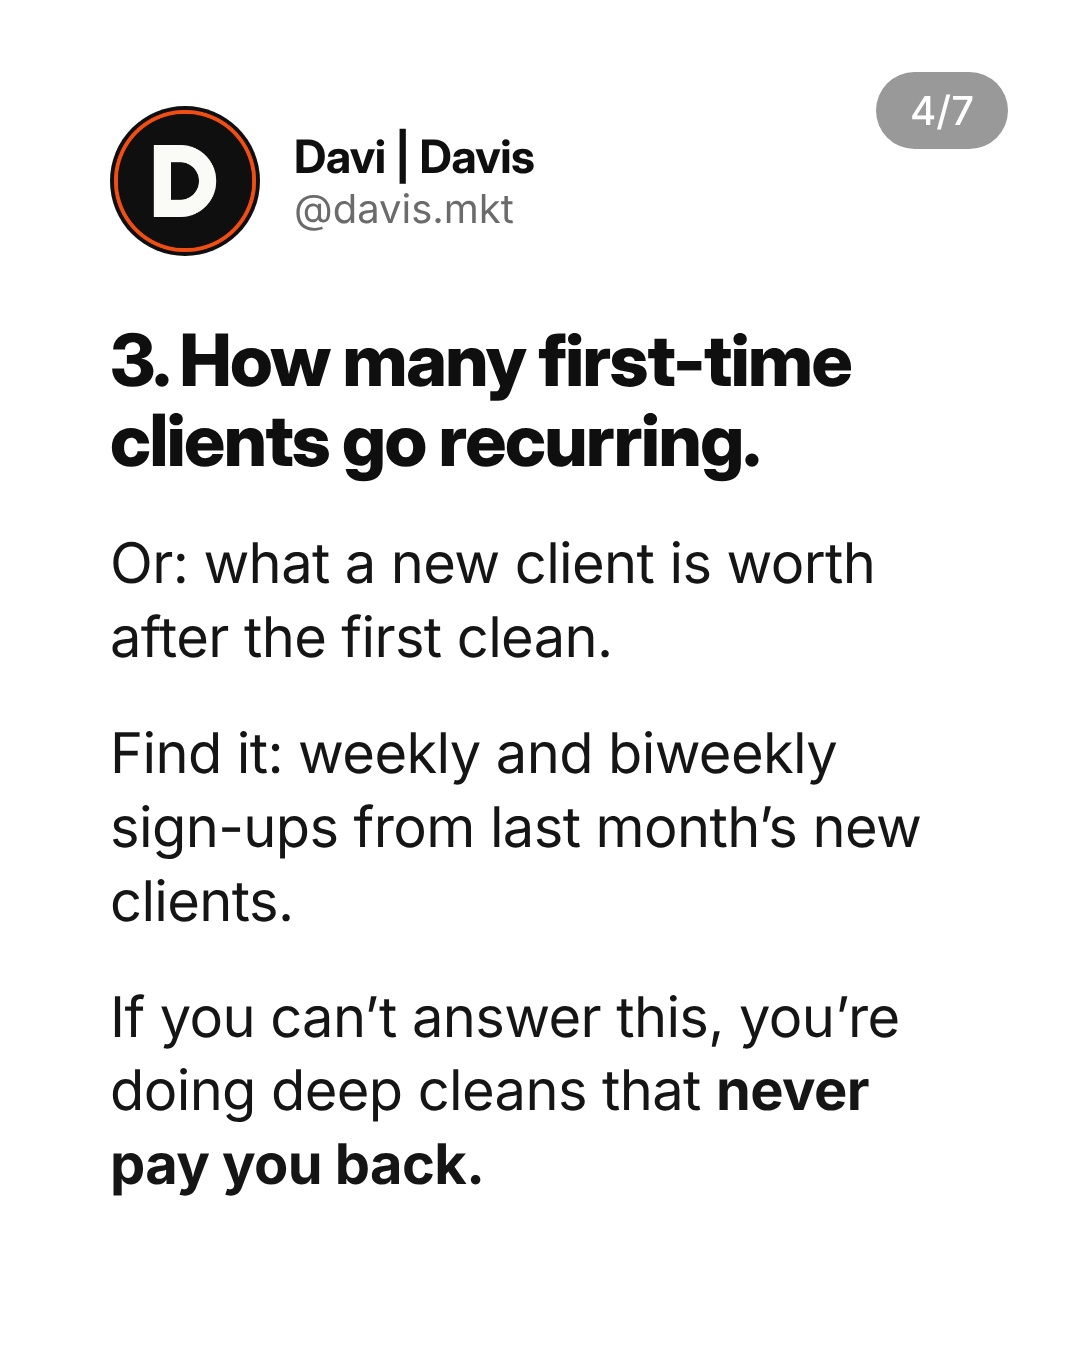 4/7
D
Davi | Davis
@davis.mkt
3. How many first-time
clients go recurring.
Or: what a new client is worth
after the first clean.
Find it: weekly and biweekly
sign-ups from last month’s new
clients.
If you can’t answer this, you’re
doing deep cleans that never
pay you back.